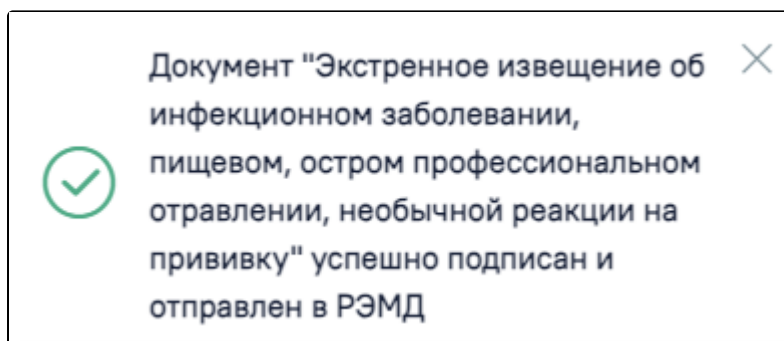 Документ "Экстренное извещение об
инфекционном заболевании,
пищевом, остром профессиональном
отравлении, необычной реакции на
прививку" успешно подписан и
отправлен в РЭМД